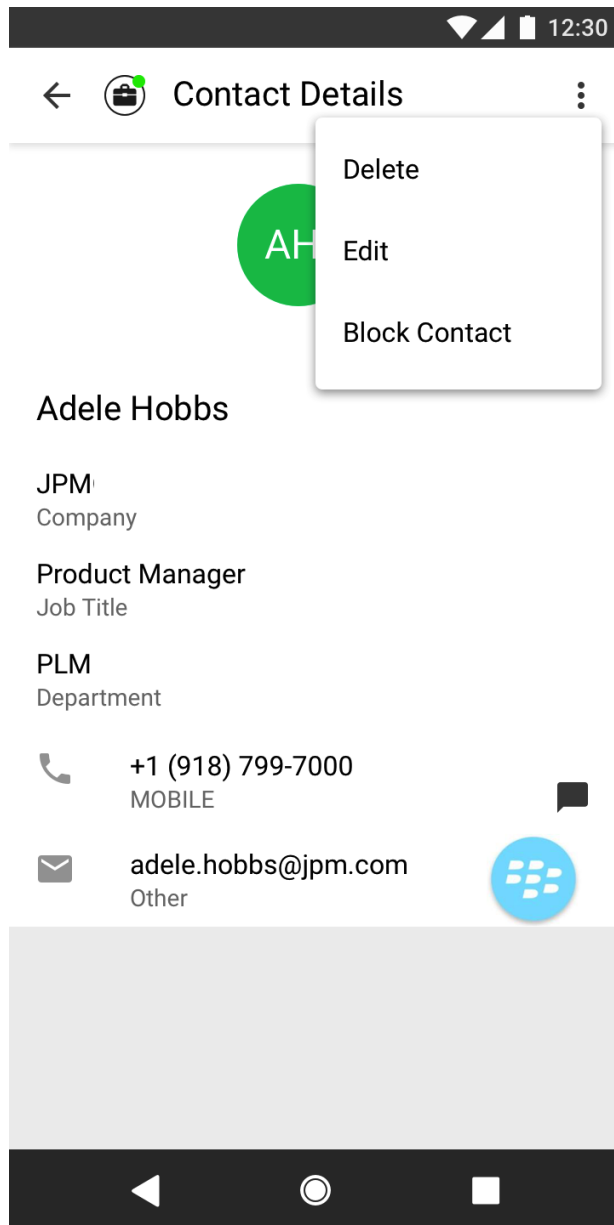 12:30
Contact Details
Delete
Edit
Block Contact
AH
Adele Hobbs
JPM
Company
Product Manager
Job Title
PLM
Department
+1 (918) 799-7000
MOBILE
adele.hobbs@jpm.com
Other